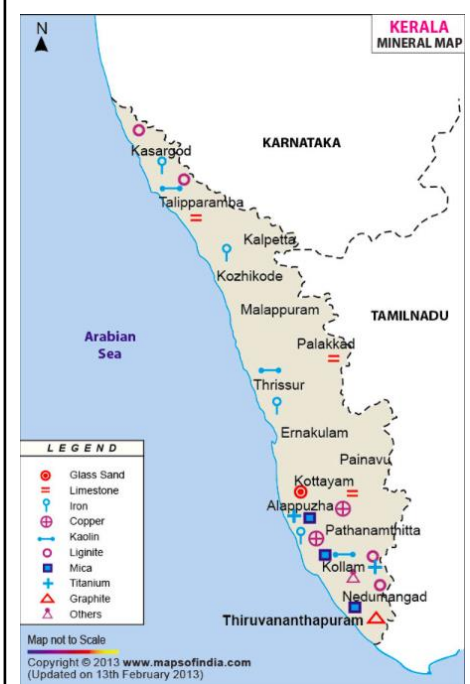 N
KERALA
MINERAL MAP
KARNATAKA
Kasargod
Talipparamba
Kalpetta
Kozhikode
Malappuram
TAMILNADU
Arabian
Sea
Palakkad
Thrissur
Ernakulam
Painavu
Kottayam
Alappuzha
Pathanamthitta
Kollam
Nedumangad
Thiruvananthapuram
LEGEND
Glass Sand
Limestone
Iron
Copper
Kaolin
Liginite
Mica
Titanium
Graphite
Others
Map not to Scale
Copyright © 2013 www.mapsofindia.com
(Updated on 13th February 2013)